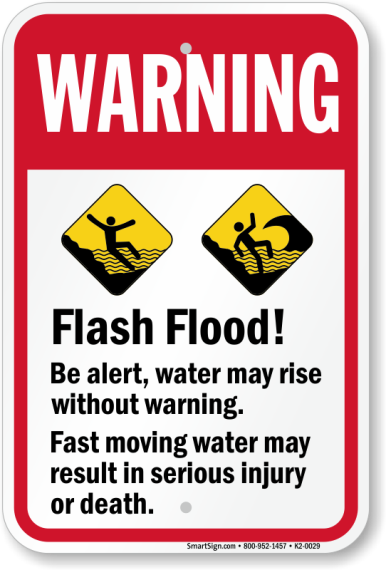 WARNING
Flash Flood!
Be alert, water may rise
without warning.
Fast moving water may
result in serious injury
or death.
SmartSign.com • 800-952-1457 • K2-0029